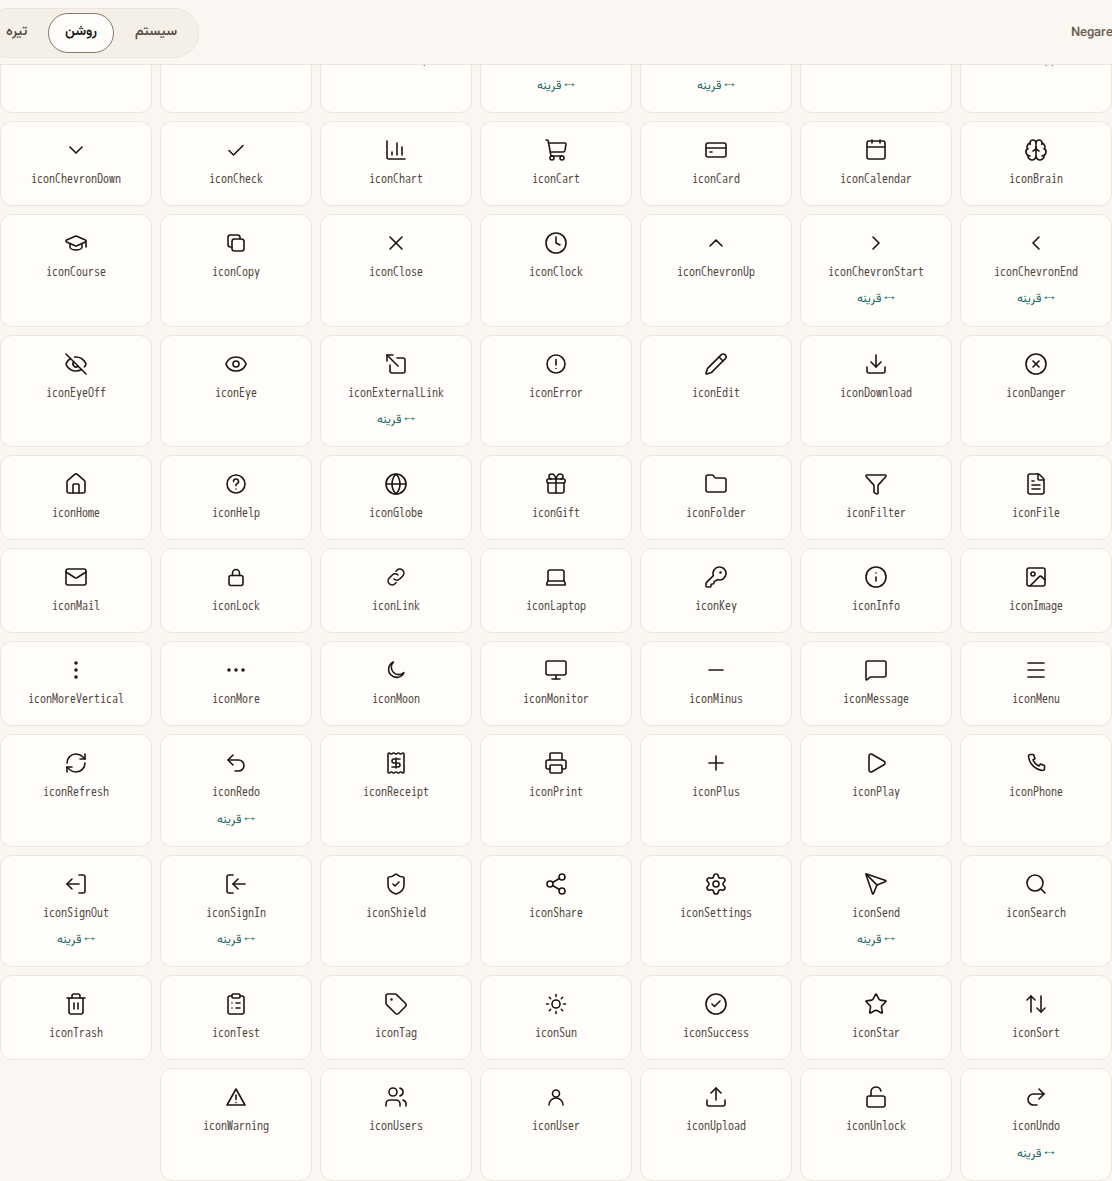 Negare
سیستم
روشن
تیره
↔ قرینه
↔ قرینه
iconBrain
iconCalendar
iconCard
iconCart
iconChart
iconCheck
iconChevronDown
iconChevronEnd
↔ قرینه
iconChevronStart
↔ قرینه
iconChevronUp
iconClock
iconClose
iconCopy
iconCourse
iconDanger
iconDownload
iconEdit
iconError
iconExternalLink
↔ قرینه
iconEye
iconEyeOff
iconFile
iconFilter
iconFolder
iconGift
iconGlobe
iconHelp
iconHome
iconImage
iconInfo
iconKey
iconLaptop
iconLink
iconLock
iconMail
iconMenu
iconMessage
iconMinus
iconMonitor
iconMoon
iconMore
iconMoreVertical
iconPhone
iconPlay
iconPlus
iconPrint
iconReceipt
iconRedo
↔ قرینه
iconRefresh
iconSearch
iconSend
↔ قرینه
iconSettings
iconShare
iconShield
iconSignIn
↔ قرینه
iconSignOut
↔ قرینه
iconSort
iconStar
iconSuccess
iconSun
iconTag
iconTest
iconTrash
iconUndo
↔ قرینه
iconUnlock
iconUpload
iconUser
iconUsers
iconWarning